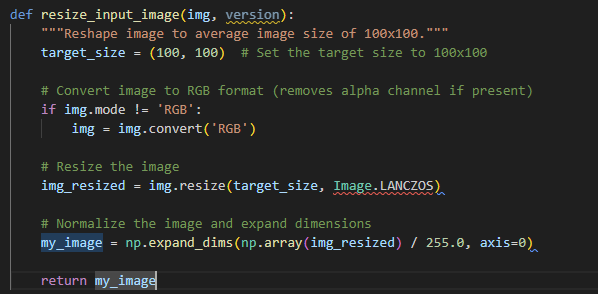 def resize_input_image(img, version):
    """Reshape image to average image size of 100x100."""
    target_size = (100, 100)  # Set the target size to 100x100
    # Convert image to RGB format (removes alpha channel if present)
    if img.mode != 'RGB':
        img = img.convert('RGB')
    # Resize the image
    img_resized = img.resize(target_size, Image.LANCZOS)
    # Normalize the image and expand dimensions
    my_image = np.expand_dims(np.array(img_resized) / 255.0, axis=0)
    return my_image